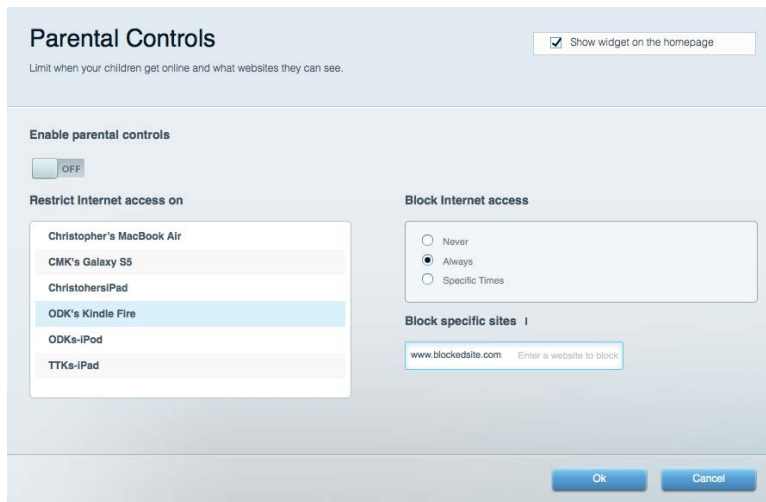 Parental Controls
Show widget on the homepage
Limit when your children get online and what websites they can see.
Enable parental controls
OFF
Restrict Internet access on
Christopher's MacBook Air
CMK's Galaxy S5
ChristohersiPad
ODK's Kindle Fire
ODKs-iPod
TTKs-iPad
Block Internet access
Never
Always
Specific Times
Block specific sites I
www.blockedsite.com Enter a website to block
Ok
Cancel